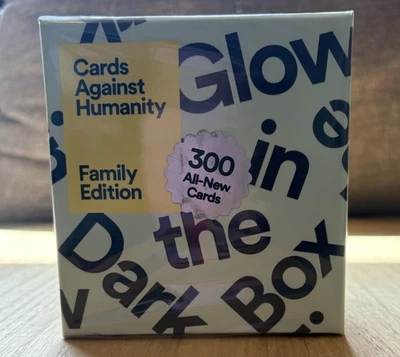 Cards
Against
Humanity
Family
Edition
300
All-New
Cards
Glow
in
the
Dark
Box